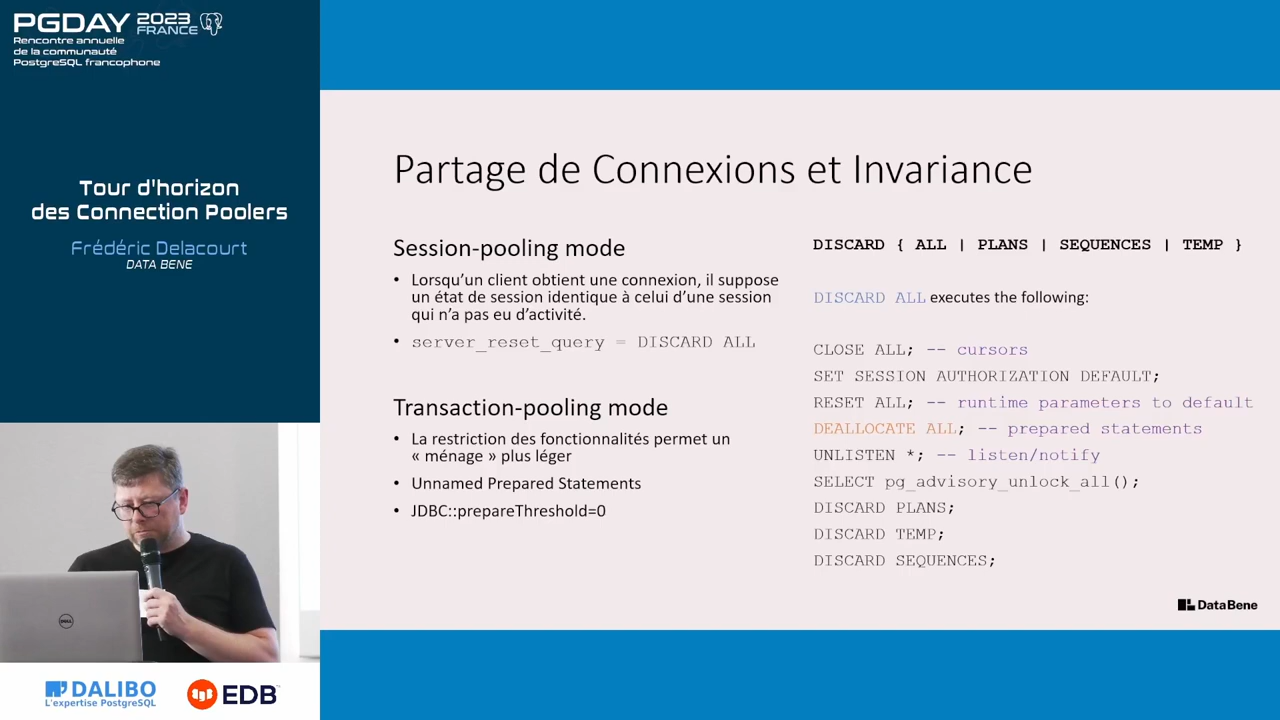 PGDAY 2023 FRANCE
Rencontre annuelle
de la communauté
PostgreSQL francophone
Tour d'horizon
des Connection Poolers
Frédéric Delacourt
DATA BENE
Partage de Connexions et Invariance
Session-pooling mode
• Lorsqu'un client obtient une connexion, il suppose
un état de session identique à celui d'une session
qui n'a pas eu d'activité.
• server_reset_query = DISCARD ALL
Transaction-pooling mode
• La restriction des fonctionnalités permet un
« ménage » plus léger
• Unnamed Prepared Statements
• JDBC::prepareThreshold=0
DISCARD { ALL | PLANS | SEQUENCES | TEMP }
DISCARD ALL executes the following:
CLOSE ALL; -- cursors
SET SESSION AUTHORIZATION DEFAULT;
RESET ALL; -- runtime parameters to default
DEALLOCATE ALL; -- prepared statements
UNLISTEN *; -- listen/notify
SELECT pg_advisory_unlock_all();
DISCARD PLANS;
DISCARD TEMP;
DISCARD SEQUENCES;
DataBene
DELL
DALIBO
L'expertise PostgreSQL
EDB